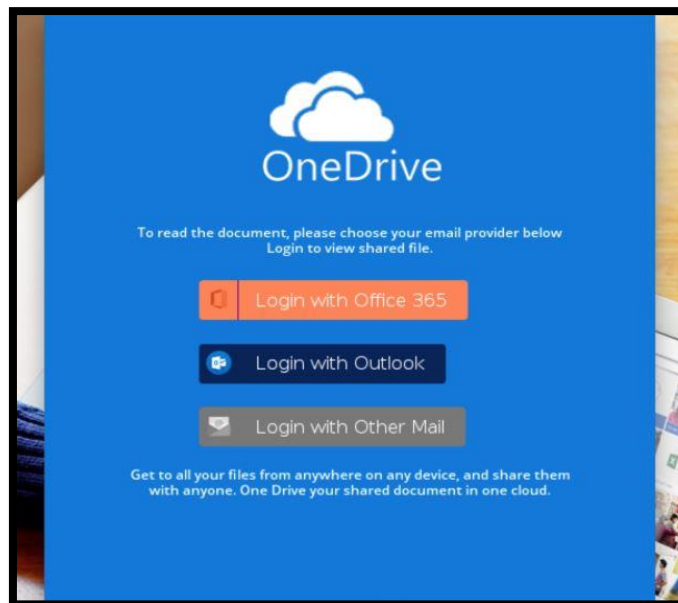 OneDrive
To read the document, please choose your email provider below
Login to view shared file.
Login with Office 365
Login with Outlook
Login with Other Mail
Get to all your files from anywhere on any device, and share them
with anyone. One Drive your shared document in one cloud.